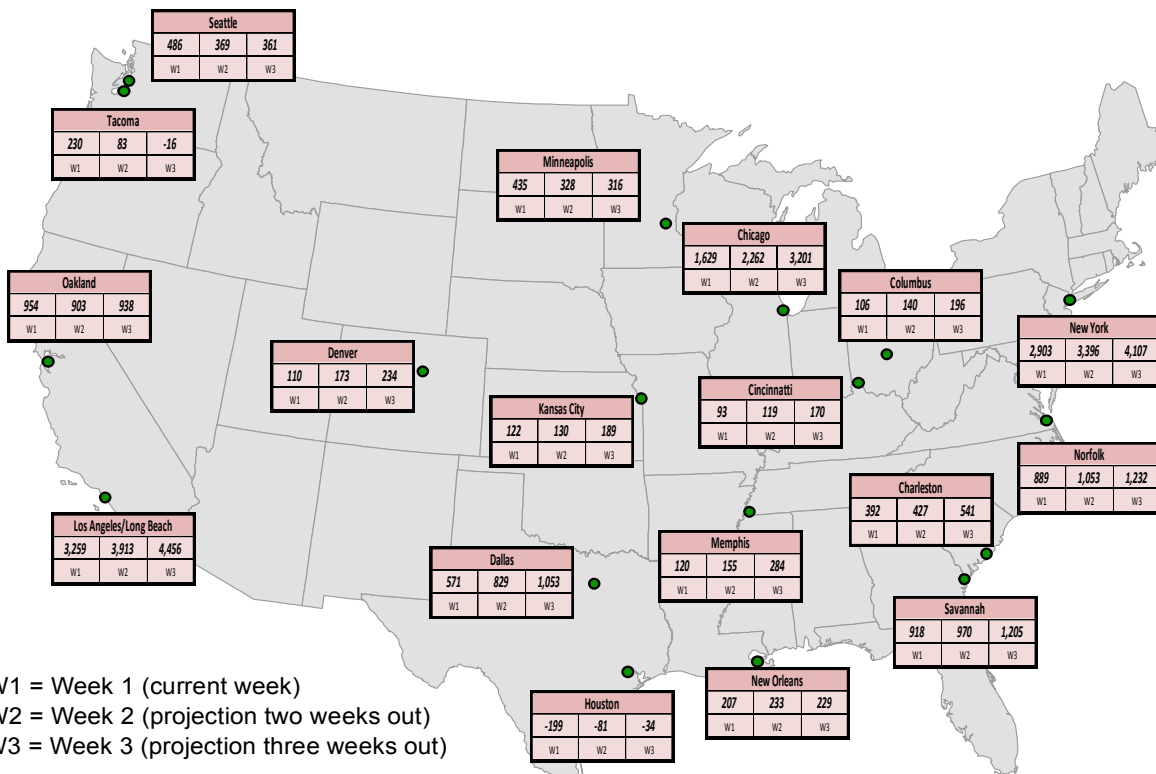 Seattle
486 369 361
W1 W2 W3
Tacoma
230 83 -16
W1 W2 W3
Minneapolis
435 328 316
W1 W2 W3
Chicago
1,629 2,262 3,201
W1 W2 W3
Oakland
954 903 938
W1 W2 W3
Columbus
106 140 196
W1 W2 W3
New York
2,903 3,396 4,107
W1 W2 W3
Denver
110 173 234
W1 W2 W3
Cincinnatti
93 119 170
W1 W2 W3
Kansas City
122 130 189
W1 W2 W3
Norfolk
889 1,053 1,232
W1 W2 W3
Charleston
392 427 541
W1 W2 W3
Los Angeles/Long Beach
3,259 3,913 4,456
W1 W2 W3
Memphis
120 155 284
W1 W2 W3
Dallas
571 829 1,053
W1 W2 W3
Savannah
918 970 1,205
W1 W2 W3
New Orleans
207 233 229
W1 W2 W3
Houston
-199 -81 -34
W1 W2 W3
W1 = Week 1 (current week)
W2 = Week 2 (projection two weeks out)
W3 = Week 3 (projection three weeks out)